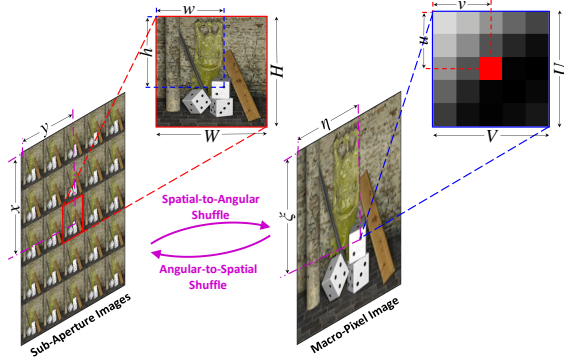 w
h
H
W
v
u
U
V
y
x
η
ξ
Spatial-to-Angular
Shuffle
Angular-to-Spatial
Shuffle
Sub-Aperture Images
Macro-Pixel Image